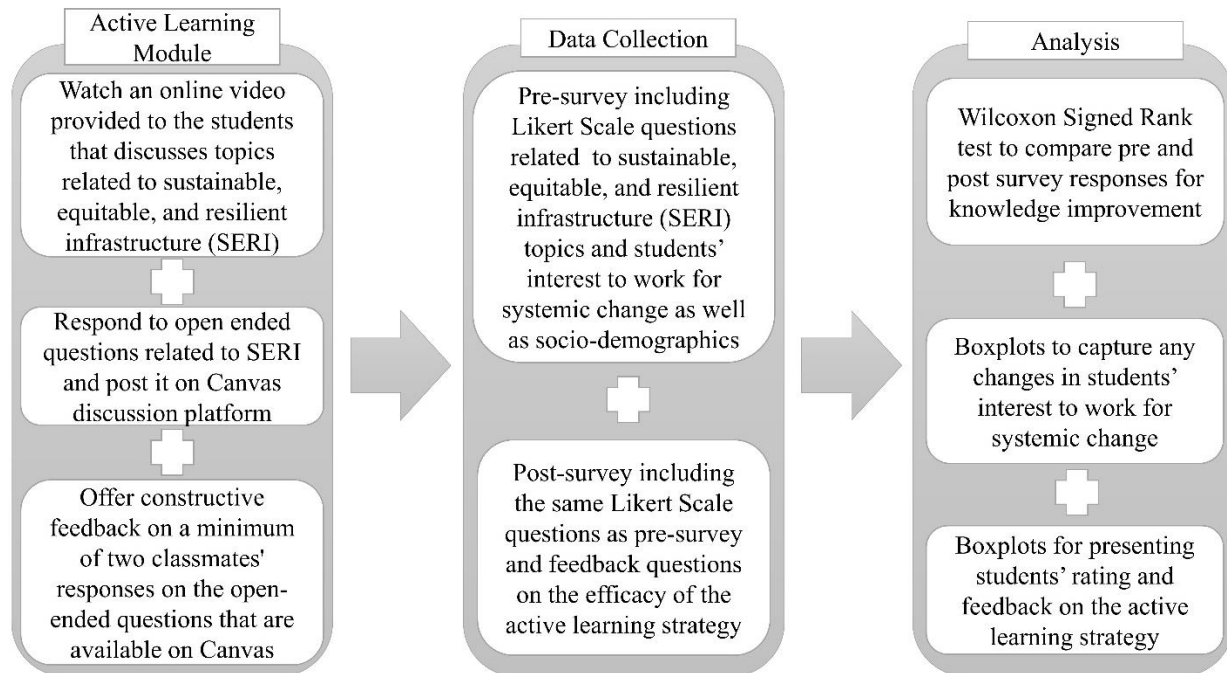 Active Learning
Module
Watch an online video
provided to the students
that discusses topics
related to sustainable,
equitable, and resilient
infrastructure (SERI)
Respond to open ended
questions related to SERI
and post it on Canvas
discussion platform
Offer constructive
feedback on a minimum
of two classmates'
responses on the open-
ended questions that are
available on Canvas
Data Collection
Pre-survey including
Likert Scale questions
related to sustainable,
equitable, and resilient
infrastructure (SERI)
topics and students’
interest to work for
systemic change as well
as socio-demographics
Post-survey including
the same Likert Scale
questions as pre-survey
and feedback questions
on the efficacy of the
active learning strategy
Analysis
Wilcoxon Signed Rank
test to compare pre and
post survey responses for
knowledge improvement
Boxplots to capture any
changes in students’
interest to work for
systemic change
Boxplots for presenting
students’ rating and
feedback on the active
learning strategy